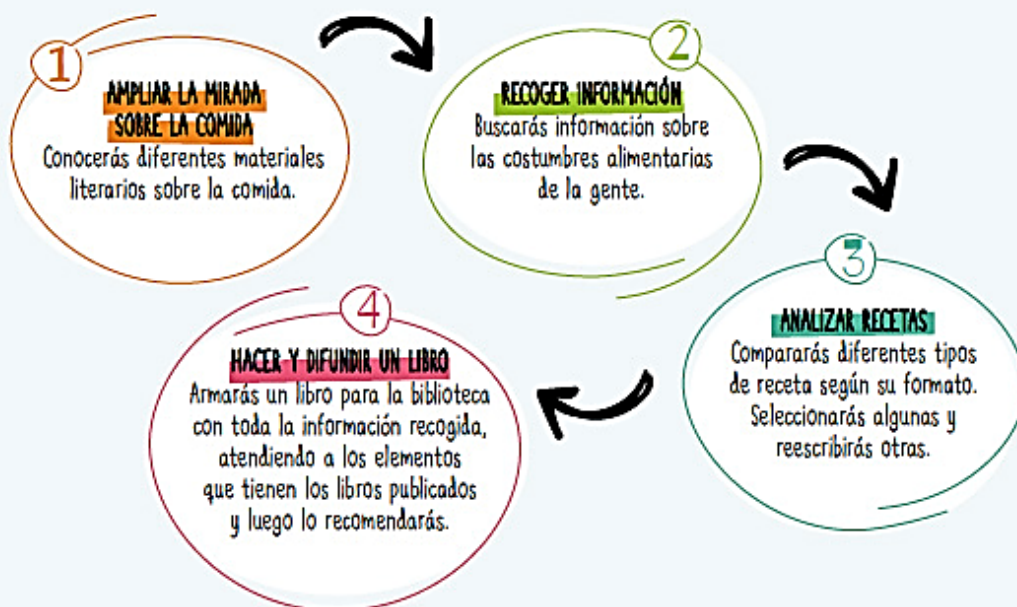 1
AMPLIAR LA MIRADA
SOBRE LA COMIDA
Conocerás diferentes materiales
literarios sobre la comida.
2
RECOGER INFORMACIÓN
Buscarás información sobre
las costumbres alimentarias
de la gente.
3
ANALIZAR RECETAS
Compararás diferentes tipos
de receta según su formato.
Seleccionarás algunas y
reescribirás otras.
4
HACER Y DIFUNDIR UN LIBRO
Armarás un libro para la biblioteca
con toda la información recogida,
atendiendo a los elementos
que tienen los libros publicados
y luego lo recomendarás.